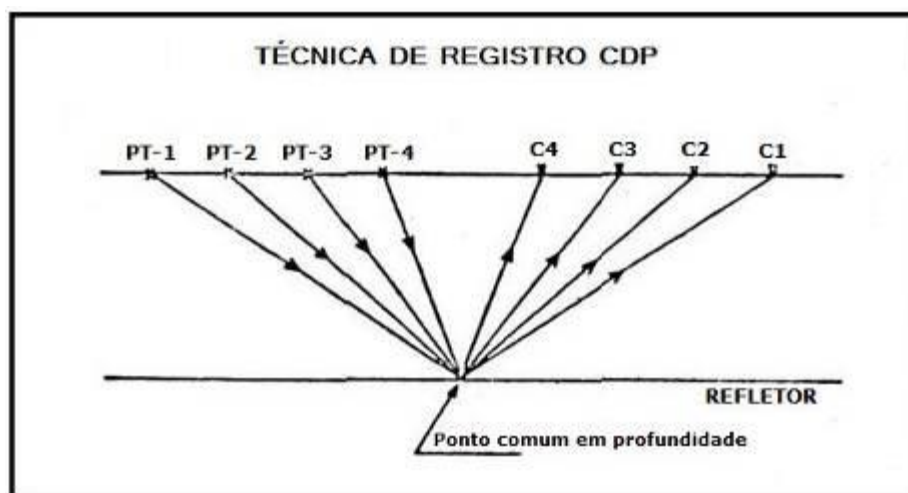 TÉCNICA DE REGISTRO CDP
PT-1 PT-2 PT-3 PT-4 C4 C3 C2 C1
REFLETOR
Ponto comum em profundidade